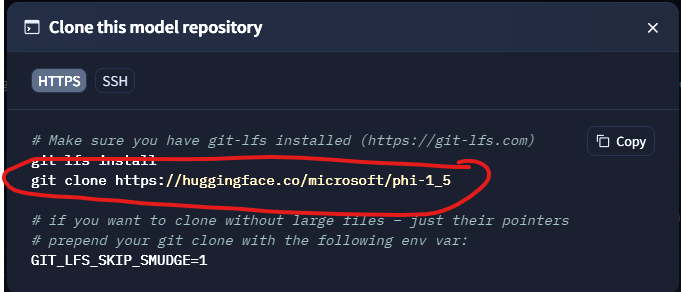 Clone this model repository
HTTPS SSH
# Make sure you have git-lfs installed (https://git-lfs.com)
Copy
git lfs install
git clone https://huggingface.co/microsoft/phi-1_5
# if you want to clone without large files – just their pointers
# prepend your git clone with the following env var:
GIT_LFS_SKIP_SMUDGE=1